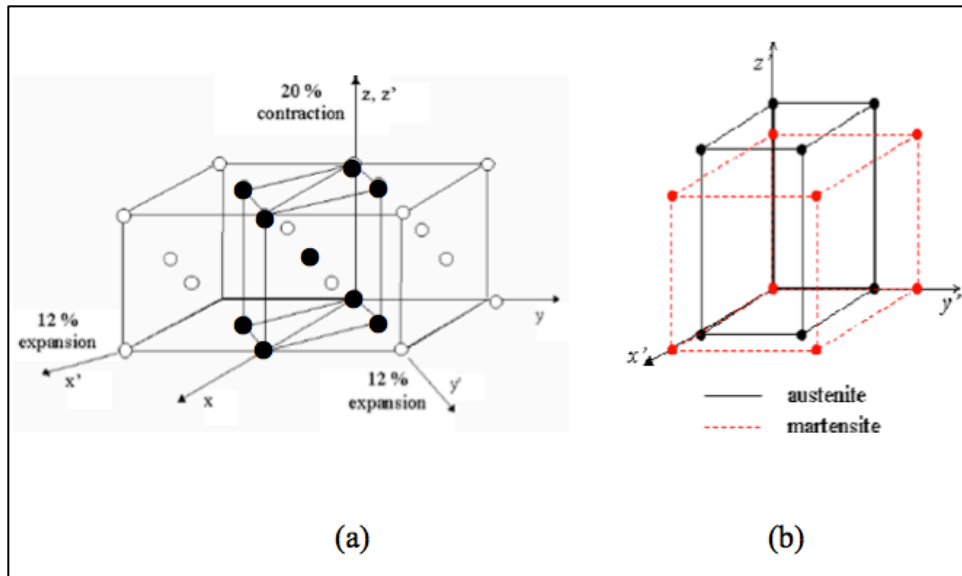 20 %
contraction
z, z'
12 %
expansion
x'
x
12 %
expansion
y'
y
(a)
z'
y'
x'
austenite
martensite
(b)